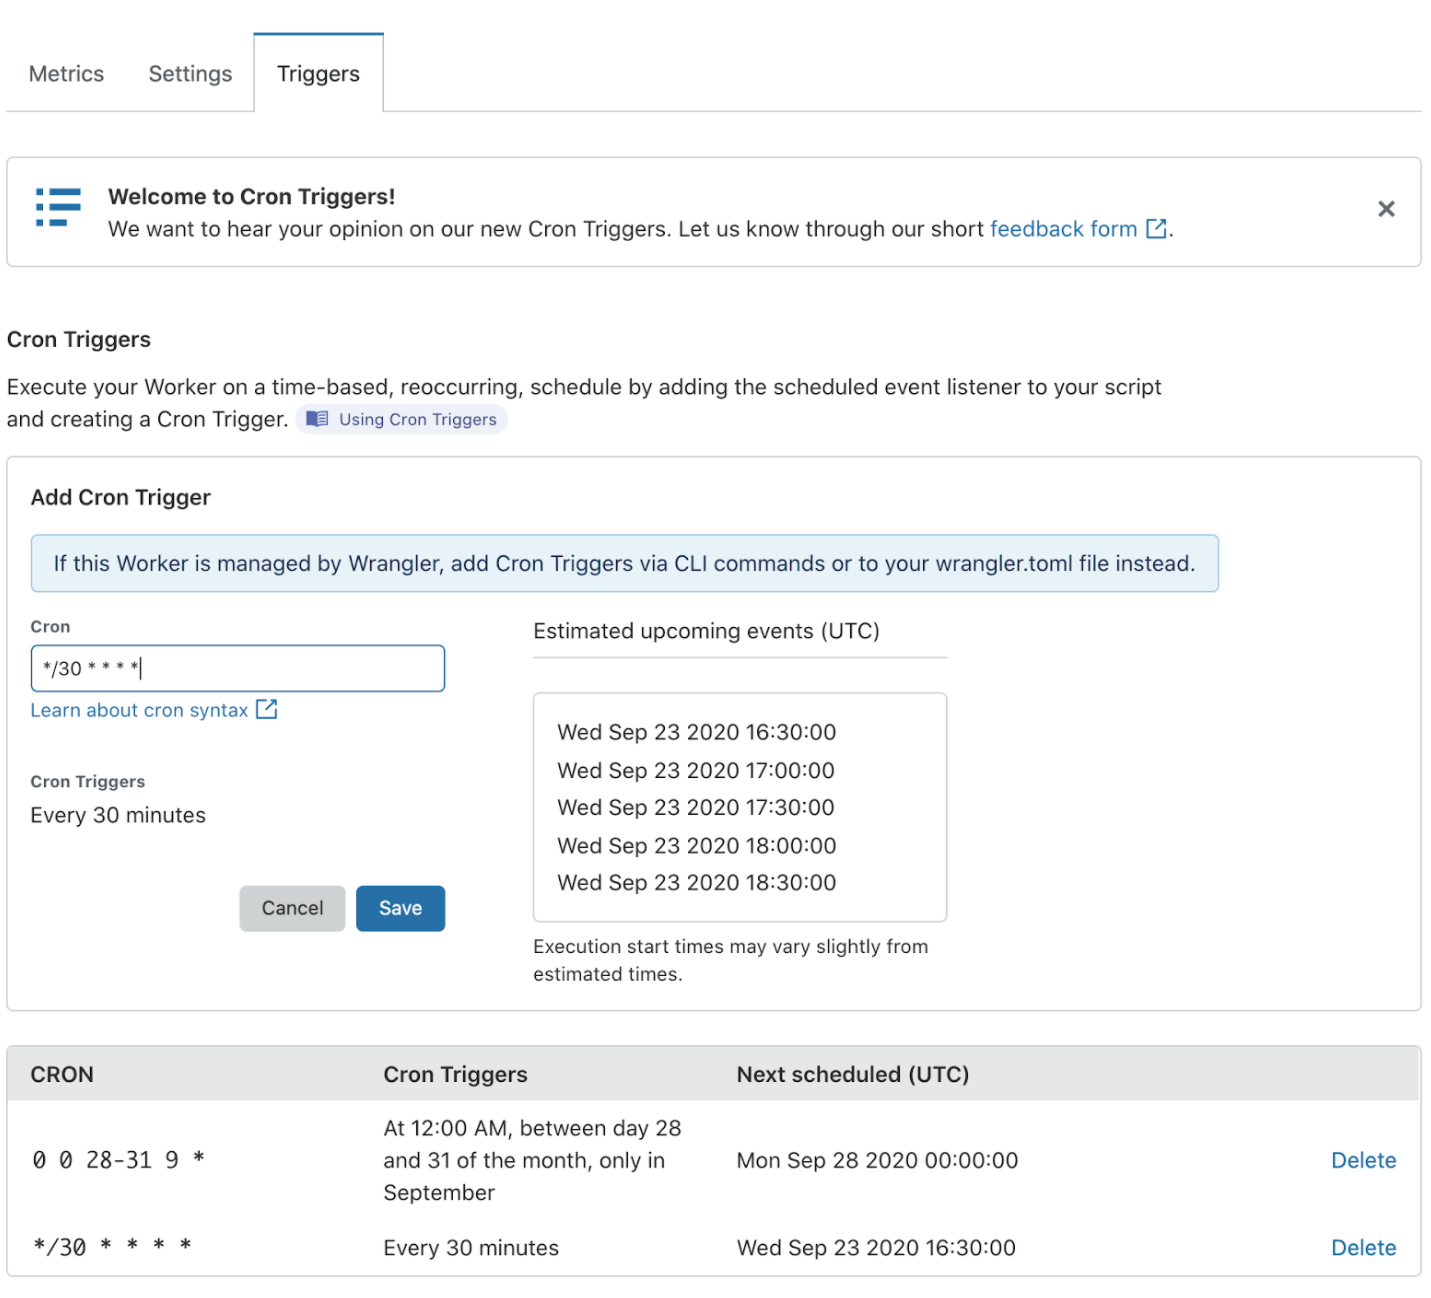 Metrics
Settings
Triggers
Welcome to Cron Triggers!
We want to hear your opinion on our new Cron Triggers. Let us know through our short feedback form.
Cron Triggers
Execute your Worker on a time-based, reoccurring, schedule by adding the scheduled event listener to your script
and creating a Cron Trigger. Using Cron Triggers
Add Cron Trigger
If this Worker is managed by Wrangler, add Cron Triggers via CLI commands or to your wrangler.toml file instead.
Cron
*/30 * * * *
Learn about cron syntax
Cron Triggers
Every 30 minutes
Cancel
Save
Estimated upcoming events (UTC)
Wed Sep 23 2020 16:30:00
Wed Sep 23 2020 17:00:00
Wed Sep 23 2020 17:30:00
Wed Sep 23 2020 18:00:00
Wed Sep 23 2020 18:30:00
Execution start times may vary slightly from
estimated times.
CRON
Cron Triggers
Next scheduled (UTC)
0 0 28-31 9 *
At 12:00 AM, between day 28
and 31 of the month, only in
September
Mon Sep 28 2020 00:00:00
Delete
*/30 * * * *
Every 30 minutes
Wed Sep 23 2020 16:30:00
Delete